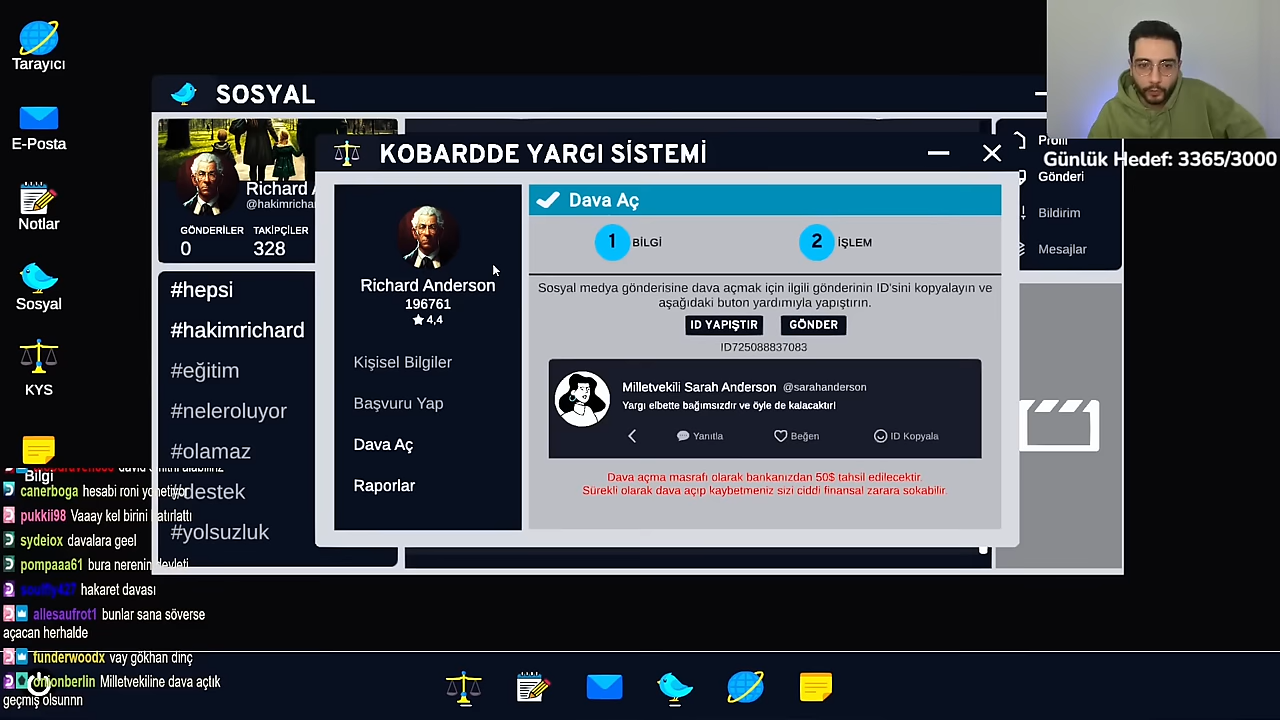 Tarayıcı
E-Posta
Notlar
Sosyal
KYS
Bilgi
SOSYAL
Richard
@hakimricha
GÖNDERİLER TAKİPÇİLER
0 328
#hepsi
#hakimrichard
#eğitim
#neleroluyor
#olamaz
#destek
#yolsuzluk
KOBARDDE YARGI SİSTEMİ
Richard Anderson
196761
4,4
Kişisel Bilgiler
Başvuru Yap
Dava Aç
Raporlar
Dava Aç
1 BİLGİ 2 İŞLEM
Sosyal medya gönderisine dava açmak için ilgili gönderinin ID'sini kopyalayın ve
aşağıdaki buton yardımıyla yapıştırın.
ID YAPIŞTIR GÖNDER
ID725088837083
Milletvekili Sarah Anderson @sarahanderson
Yargı elbette bağımsızdır ve öyle de kalacaktır!
Yanıtla Beğen ID Kopyala
Dava açma masrafı olarak bankanızdan 50$ tahsil edilecektir.
Sürekli olarak dava açıp kaybetmeniz sizi ciddi finansal zarara sokabilir.
Profil
Günlük Hedef: 3365/3000
Gönderi
Bildirim
Mesajlar
canerboga hesabi roni yonetiyo
pukkii98 Vaaay kel birini hatırlattı
sydeiox davalara geel
pompaaa61 bura nerenin devleti
souffy427 hakaret davası
allesaufrot1 bunlar sana söverse
açacan herhalde
funderwoodx vay gökhan dınç
onionberlin Milletvekiline dava açtık
geçmiş olsunnn